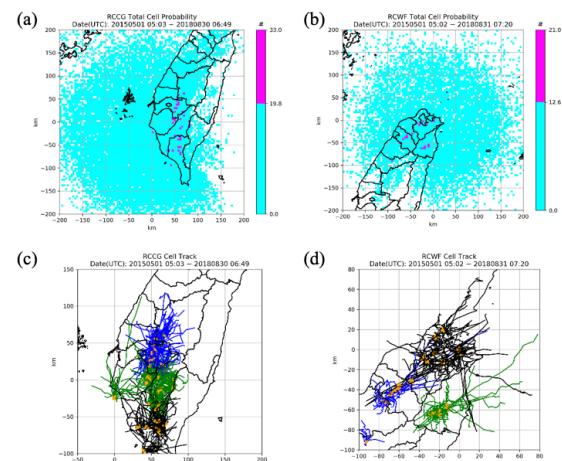 (a)
RCCG Total Cell Probability
Date(UTC): 20150501 05:03 − 20180830 06:49
#
200
150
100
50
0
−50
−100
−150
−200
km
−200 −150 −100 −50 0 50 100 150 200
km
33.0
19.8
0.0
(b)
RCWF Total Cell Probability
Date(UTC): 20150501 05:02 − 20180831 07:20
#
200
150
100
50
0
−50
−100
−150
−200
km
−200 −150 −100 −50 0 50 100 150 200
km
21.0
12.6
0.0
(c)
RCCG Cell Track
Date(UTC): 20150501 05:03 − 20180830 06:49
150
100
50
0
−50
−100
km
0 50 100 150 200
(d)
RCWF Cell Track
Date(UTC): 20150501 05:02 − 20180831 07:20
80
60
40
20
0
−20
−40
−60
−80
−100
km
−100 −80 −60 −40 −20 0 20 40 60 80